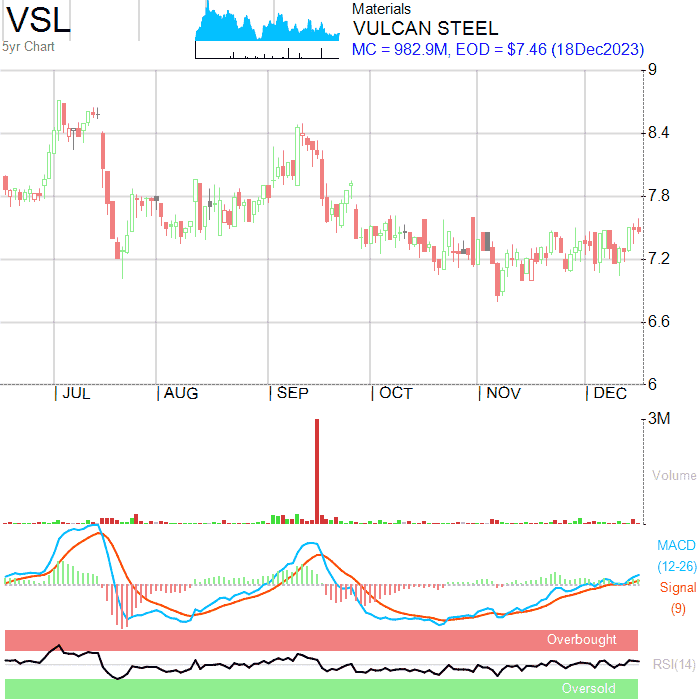 VSL
5yr Chart
Materials
VULCAN STEEL
MC = 982.9M, EOD = $7.46 (18Dec2023)
9
8.4
7.8
7.2
6.6
6
JUL AUG SEP OCT NOV DEC
3M
Volume
MACD
(12-26)
Signal
(9)
Overbought
RSI(14)
Oversold